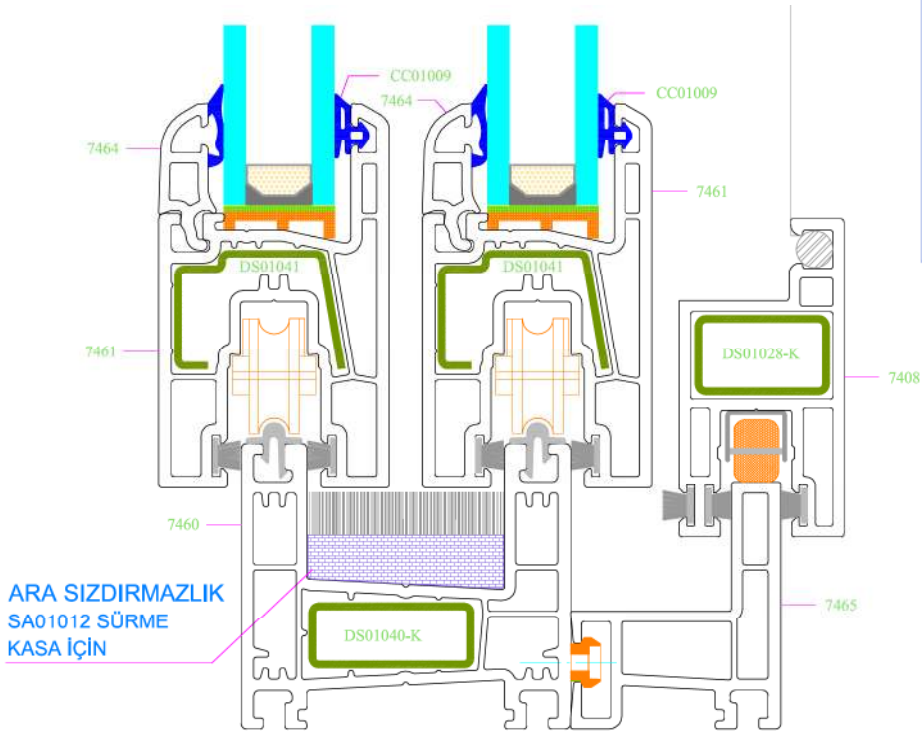 CC01009
7464
CC01009
7464
7461
DS01041
DS01041
7461
DS01028-K
7408
7460
ARA SIZDIRMAZLIK
SA01012 SÜRME
KASA İÇİN
DS01040-K
7465